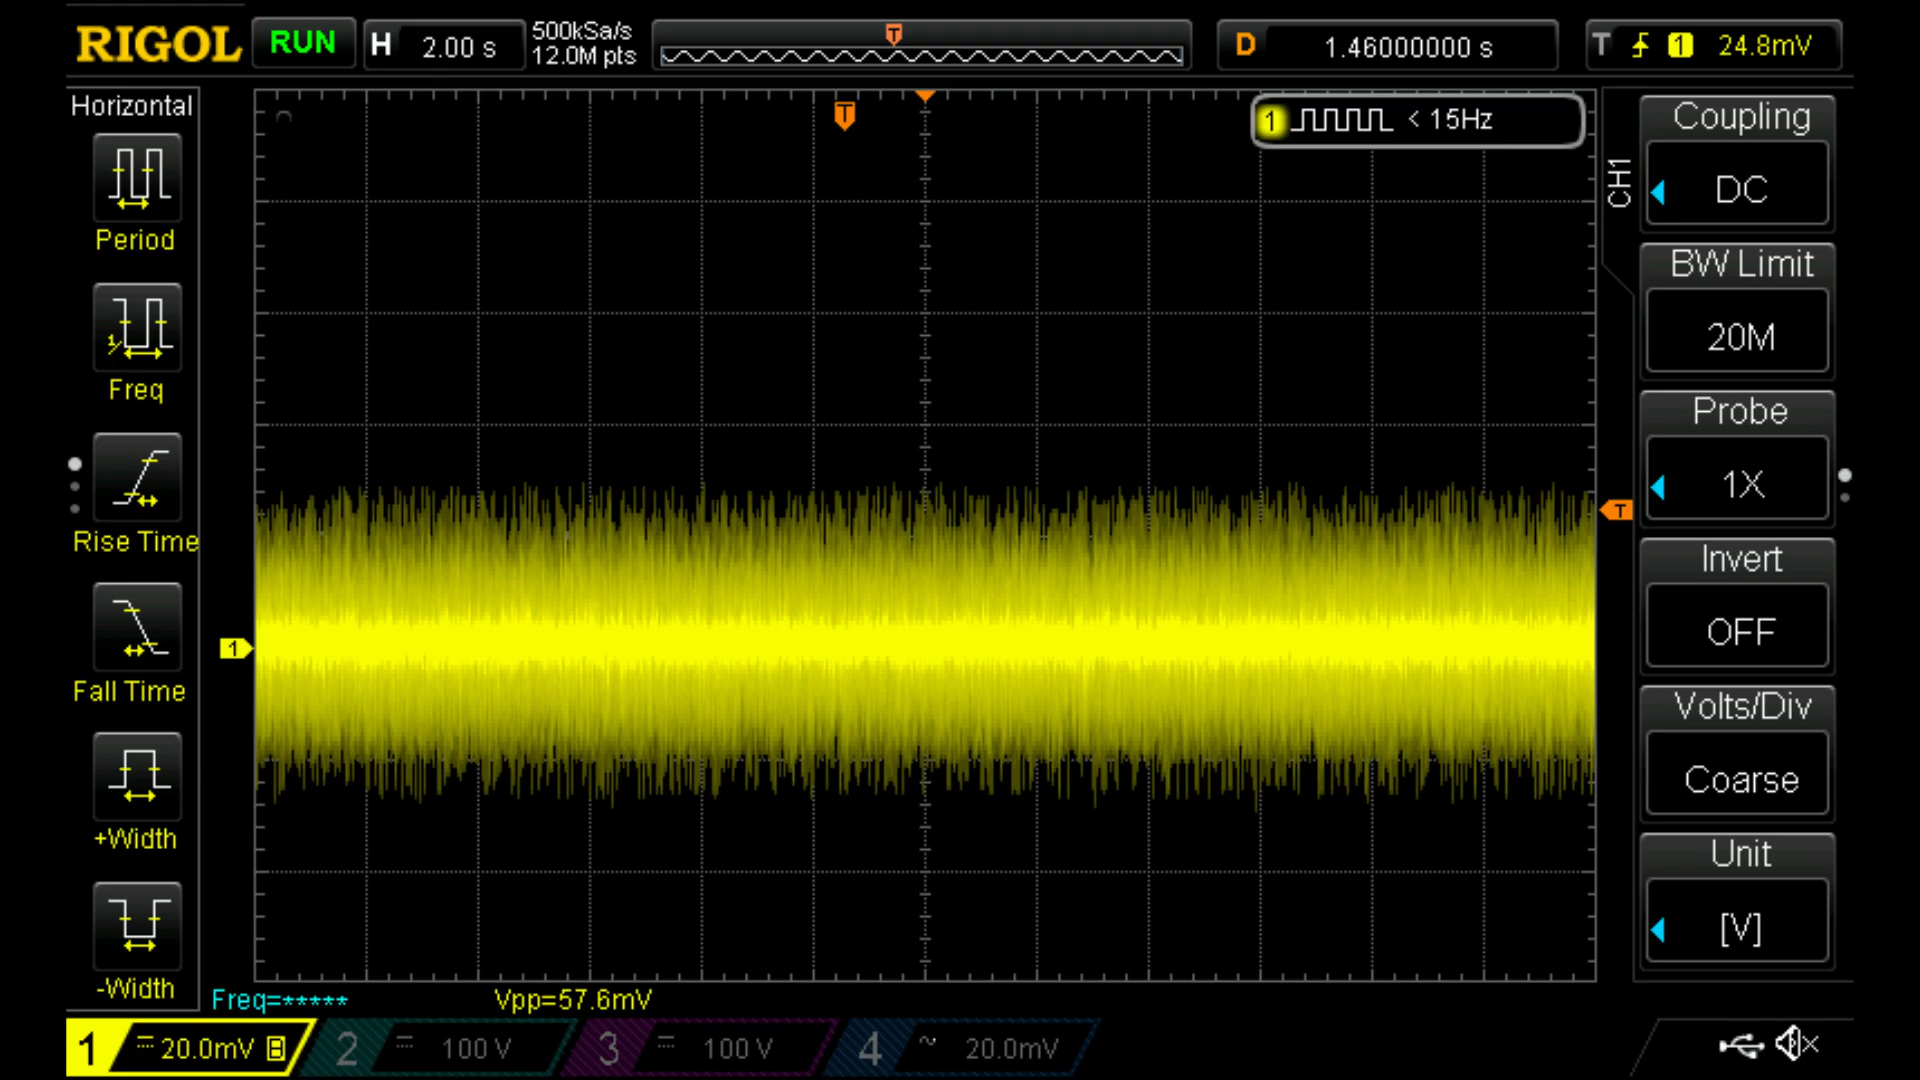 RIGOL RUN H 2.00 s 500kSa/s 12.0M pts T D 1.46000000 s T 1 24.8mV
Horizontal
Period
Freq
Rise Time
Fall Time
+Width
-Width
T
1 < 15Hz
1
T
CH1
Coupling
DC
BW Limit
20M
Probe
1X
Invert
OFF
Volts/Div
Coarse
Unit
[V]
Freq=***** Vpp=57.6mV
1 20.0mV B 2 100 V 3 100 V 4 ~ 20.0mV